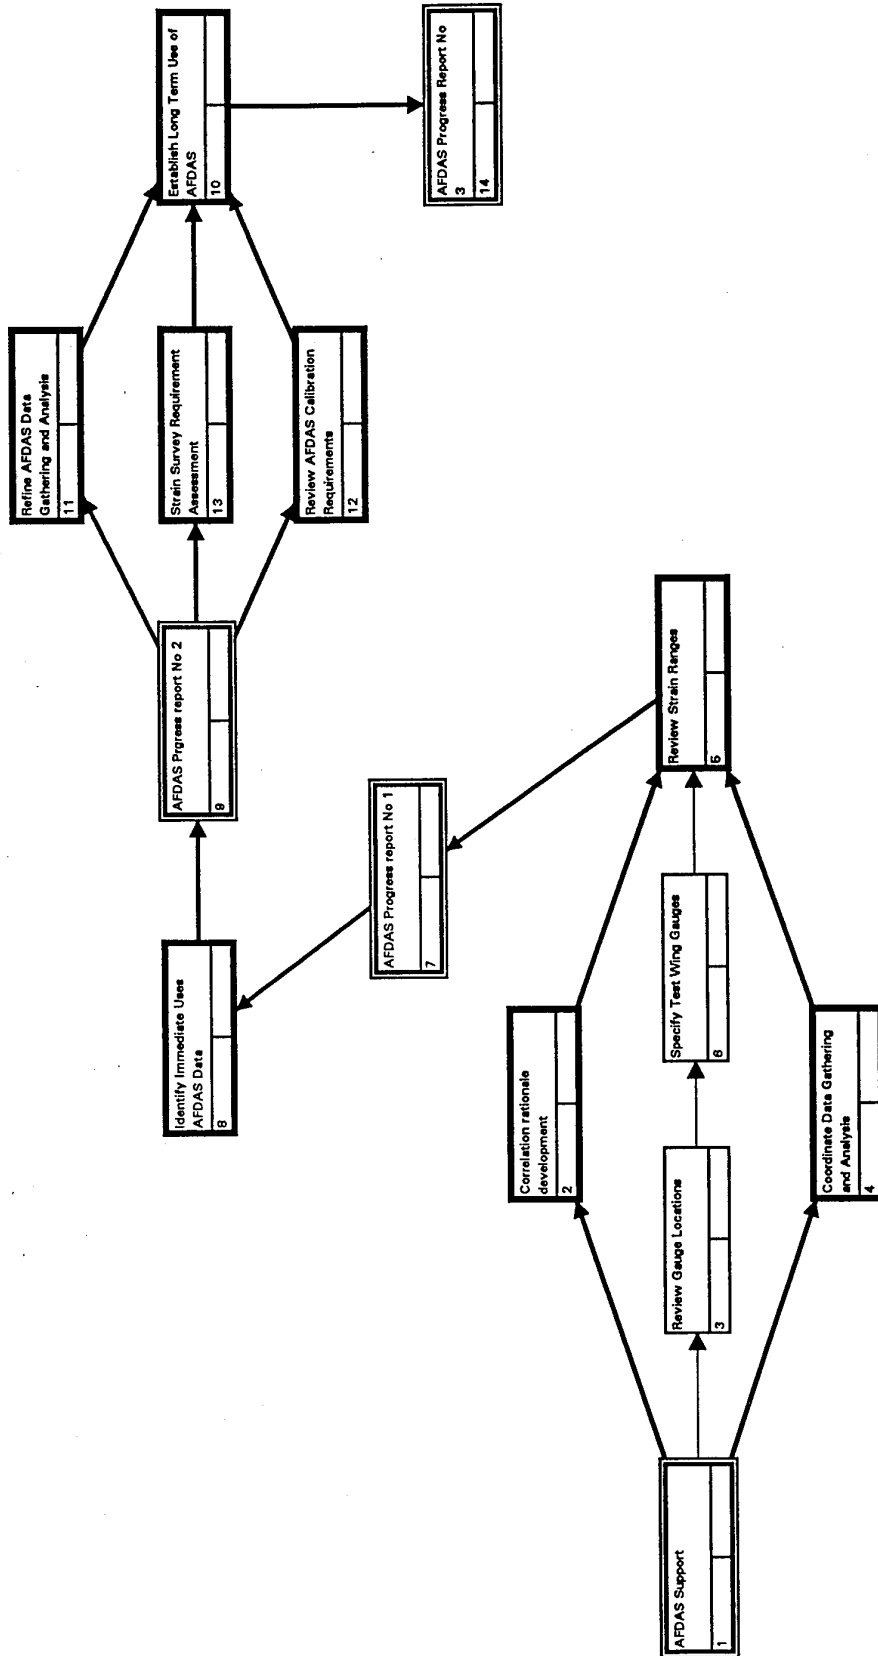 AFDAS Support
1
Correlation rationale
development
2
Review Gauge Locations
3
Coordinate Data Gathering
and Analysis
4
Specify Test Wing Gauges
6
Review Strain Ranges
5
AFDAS Progress report No 1
7
Identify Immediate Uses
AFDAS Data
8
AFDAS Prgress report No 2
9
Refine AFDAS Data
Gathering and Analysis
11
Strain Survey Requirement
Assessment
13
Review AFDAS Calibration
Requirements
12
Establish Long Term Use of
AFDAS
10
AFDAS Progress Report No
3
14